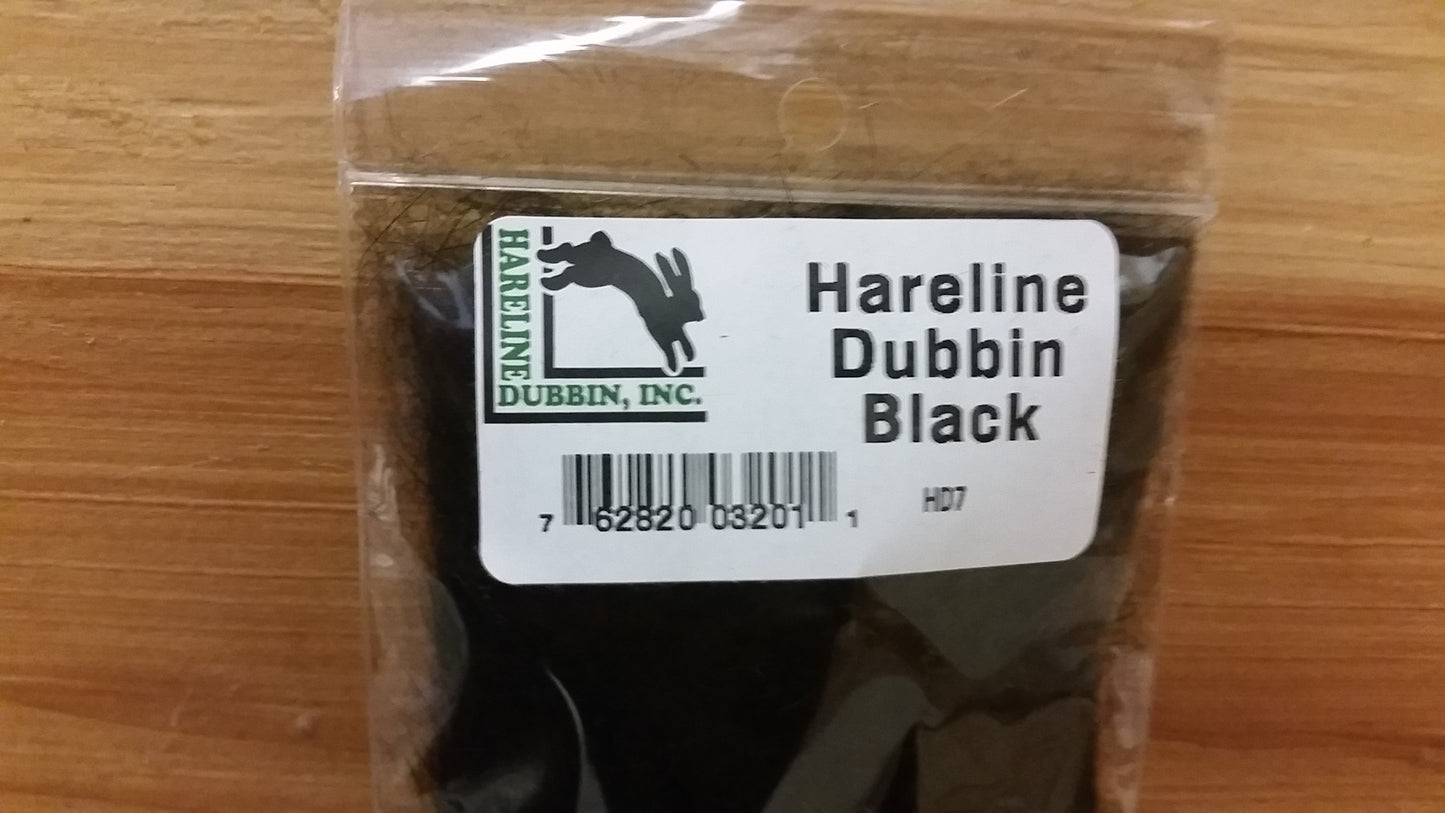 HARELINE
DUBBIN, INC.
Hareline
Dubbin
Black
HD7
7 62820 03201 1